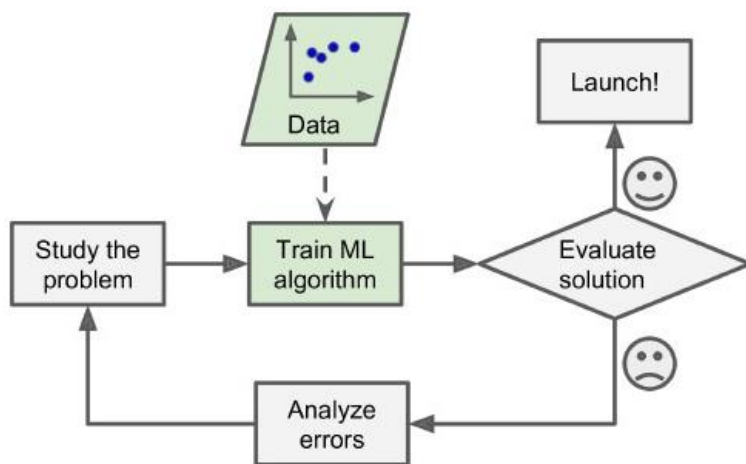 Data
Launch!
Study the
problem
Train ML
algorithm
Evaluate
solution
Analyze
errors